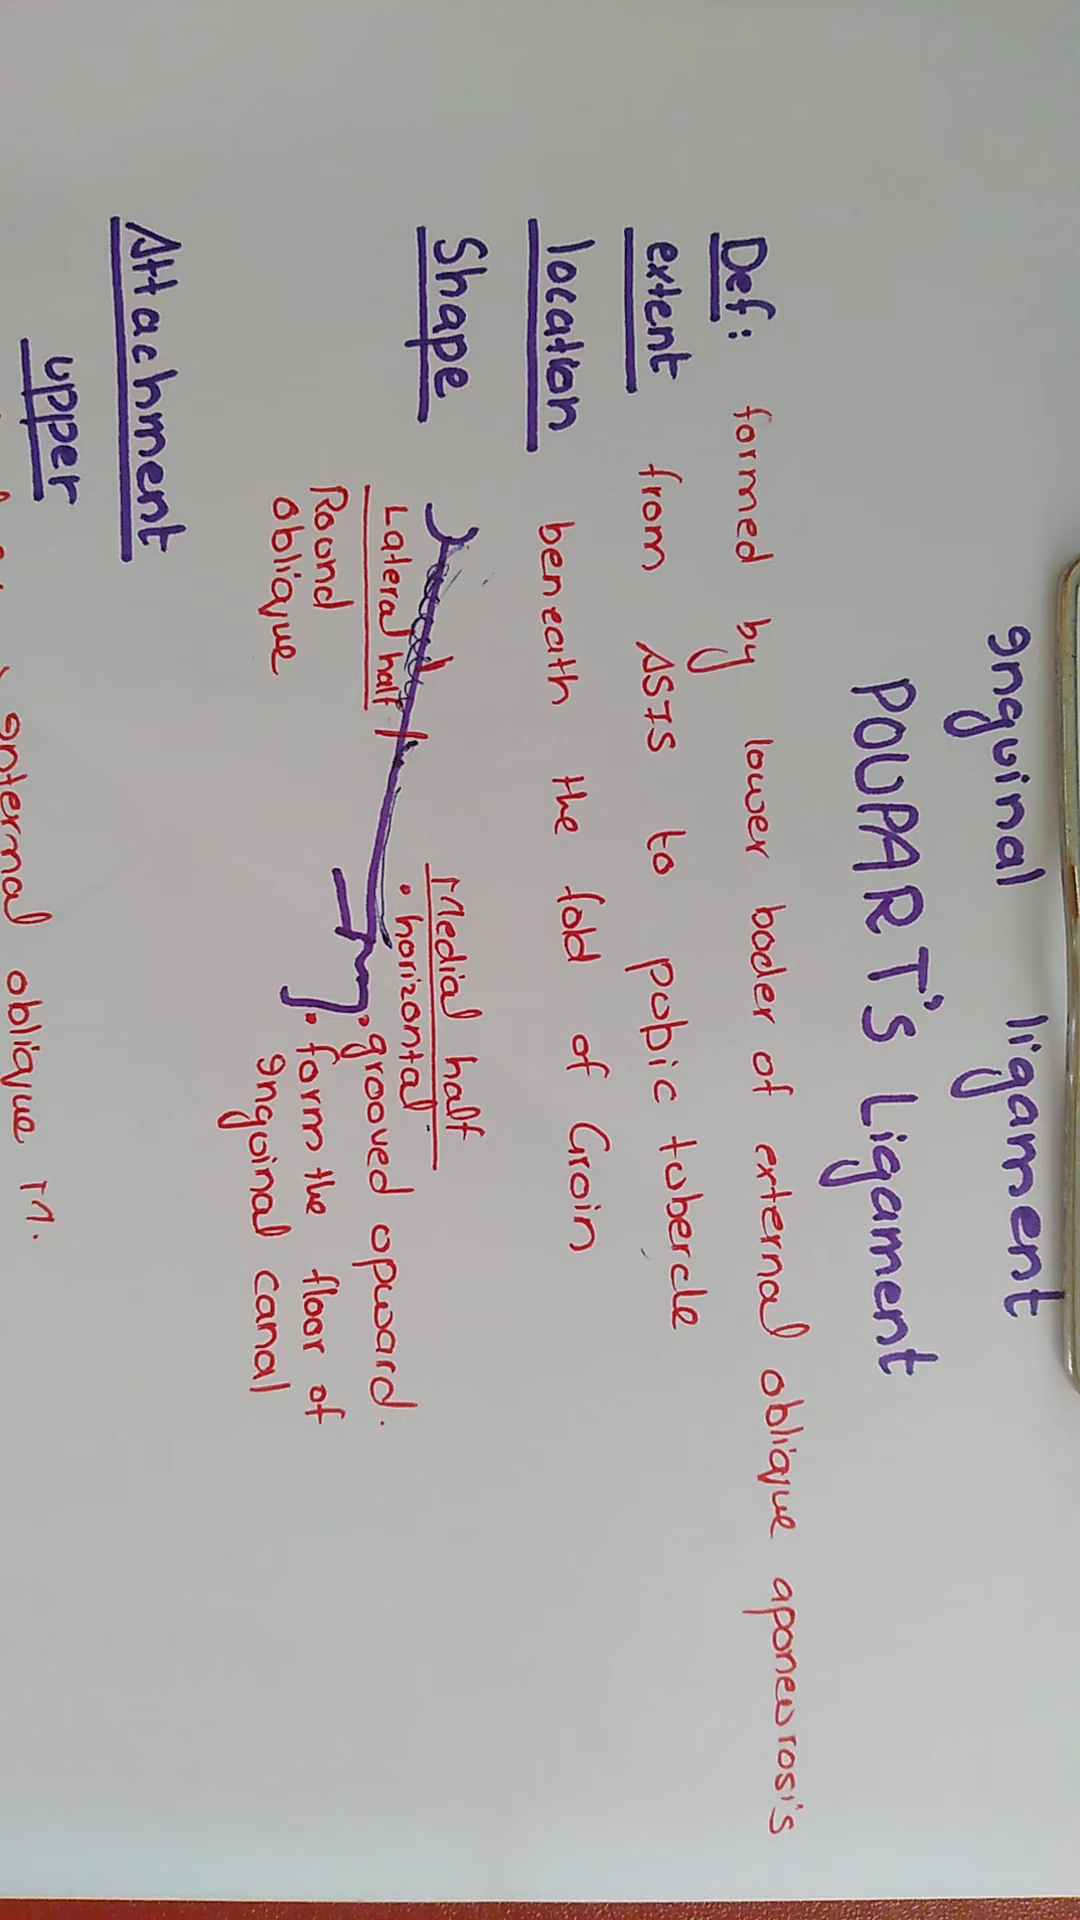 Inguinal ligament
POUPART's Ligament
Def: formed by lower boder of external oblique aponeurosis
extent from ASIS to pubic tubercle
location beneath the fold of Groin
Shape
Lateral half
Round
oblique
Medial half
• horizontal
• grooved upward.
• form the floor of
Inguinal canal
Attachment
upper
Internal oblique M.